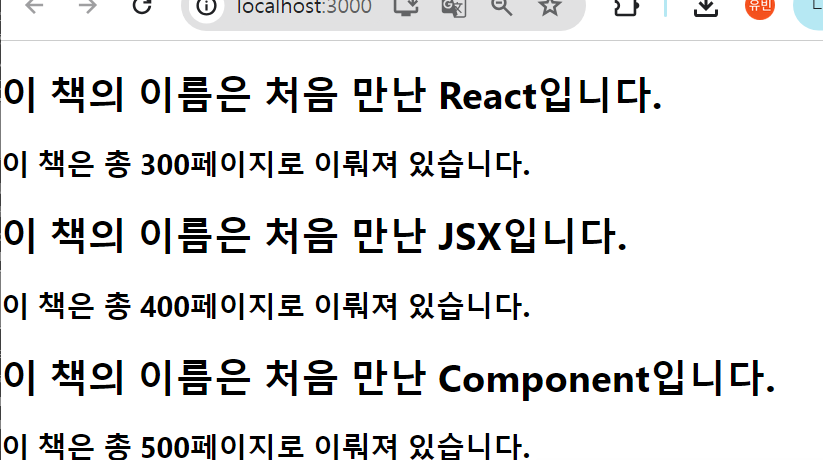 localhost:3000
유빈
이 책의 이름은 처음 만난 React입니다.
이 책은 총 300페이지로 이뤄져 있습니다.
이 책의 이름은 처음 만난 JSX입니다.
이 책은 총 400페이지로 이뤄져 있습니다.
이 책의 이름은 처음 만난 Component입니다.
이 책은 총 500페이지로 이뤄져 있습니다.